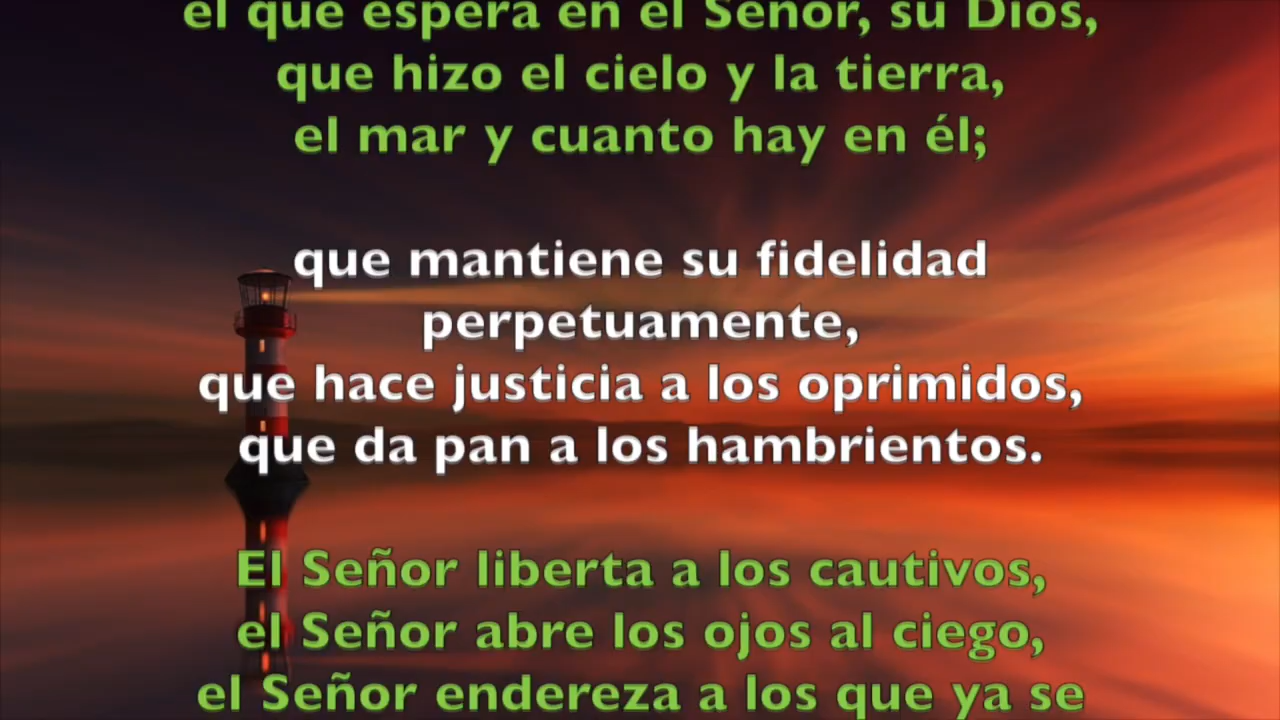 el que espera en el Señor, su Dios,
que hizo el cielo y la tierra,
el mar y cuanto hay en él;
que mantiene su fidelidad
perpetuamente,
que hace justicia a los oprimidos,
que da pan a los hambrientos.
El Señor liberta a los cautivos,
el Señor abre los ojos al ciego,
el Señor endereza a los que ya se